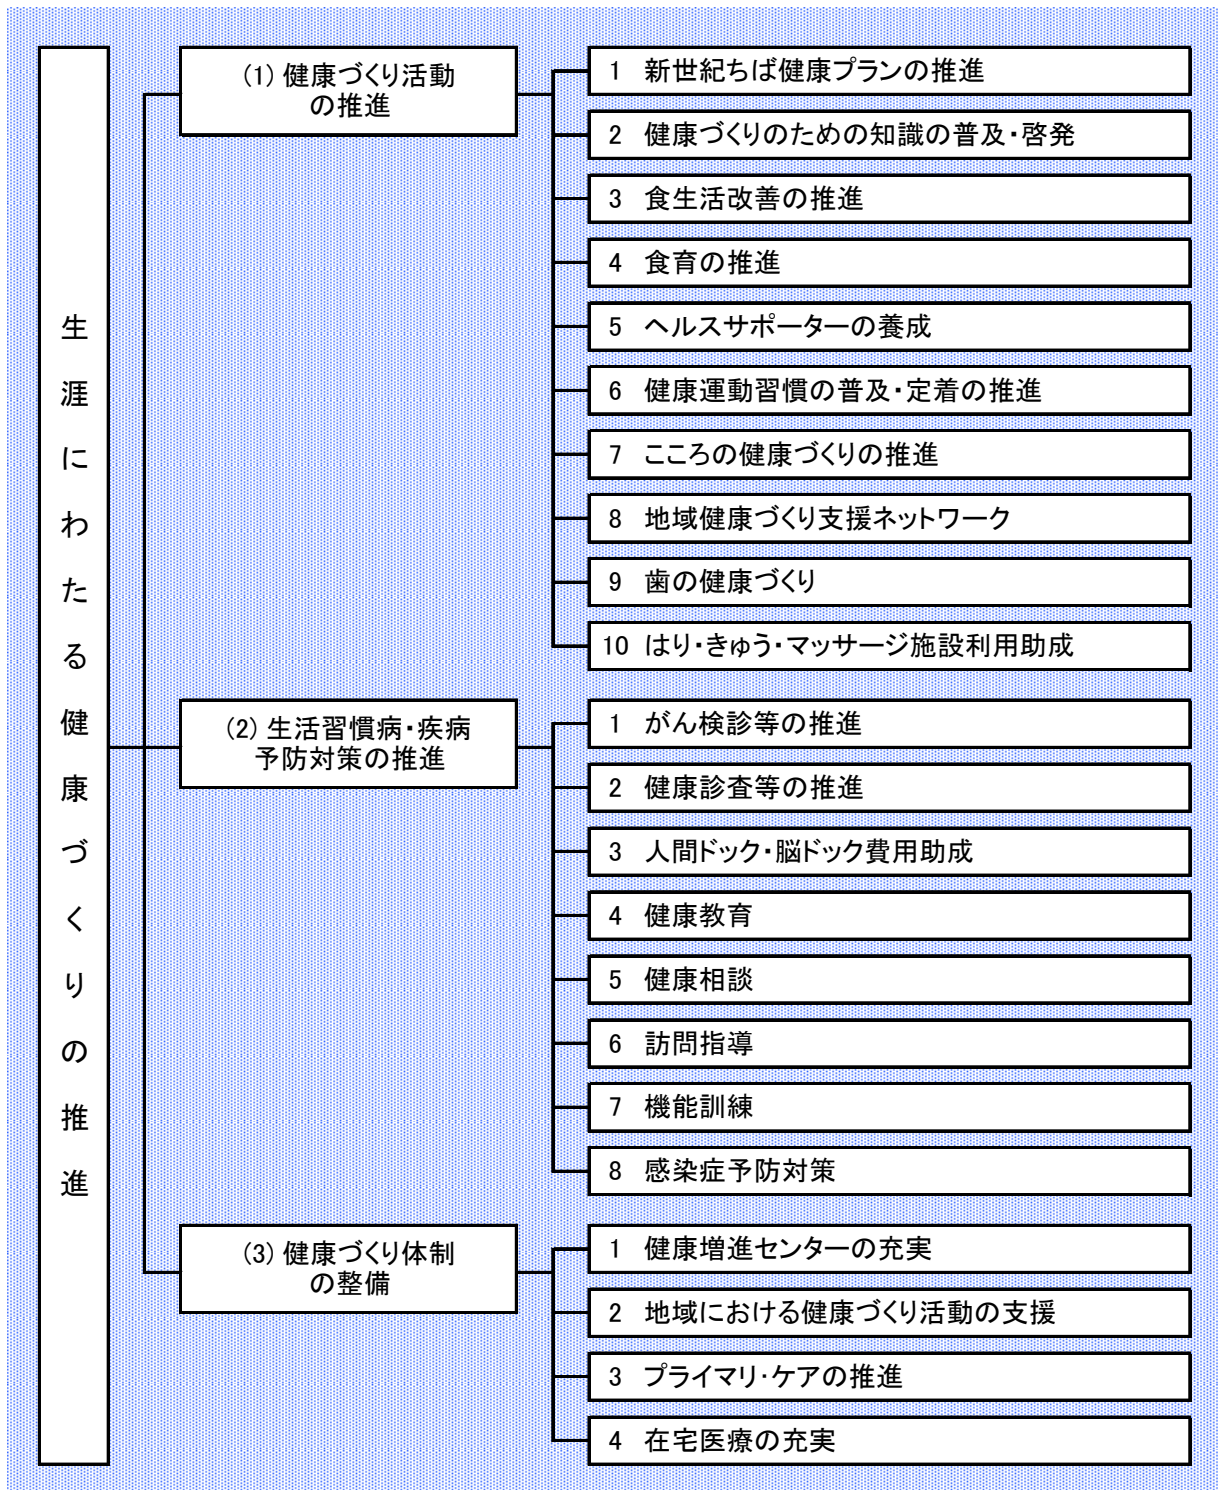 生涯にわたる健康づくりの推進
(1) 健康づくり活動
の推進
1 新世紀ちば健康プランの推進
2 健康づくりのための知識の普及・啓発
3 食生活改善の推進
4 食育の推進
5 ヘルスサポーターの養成
6 健康運動習慣の普及・定着の推進
7 こころの健康づくりの推進
8 地域健康づくり支援ネットワーク
9 歯の健康づくり
10 はり・きゅう・マッサージ施設利用助成
(2) 生活習慣病・疾病
予防対策の推進
1 がん検診等の推進
2 健康診査等の推進
3 人間ドック・脳ドック費用助成
4 健康教育
5 健康相談
6 訪問指導
7 機能訓練
8 感染症予防対策
(3) 健康づくり体制
の整備
1 健康増進センターの充実
2 地域における健康づくり活動の支援
3 プライマリ・ケアの推進
4 在宅医療の充実